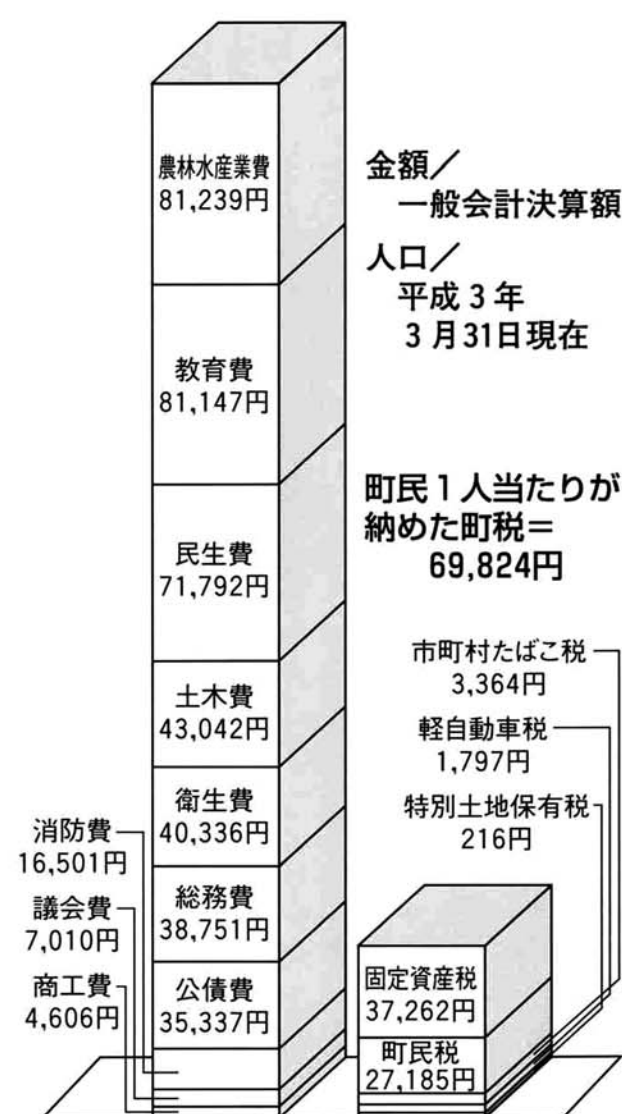 農林水産業費
81,239円
教育費
81,147円
民生費
71,792円
土木費
43,042円
衛生費
40,336円
総務費
38,751円
公債費
35,337円
消防費
16,501円
議会費
7,010円
商工費
4,606円
金額／
一般会計決算額
人口／
平成3年
3月31日現在
町民1人当たりが
納めた町税＝
69,824円
市町村たばこ税
3,364円
軽自動車税
1,797円
特別土地保有税
216円
固定資産税
37,262円
町民税
27,185円